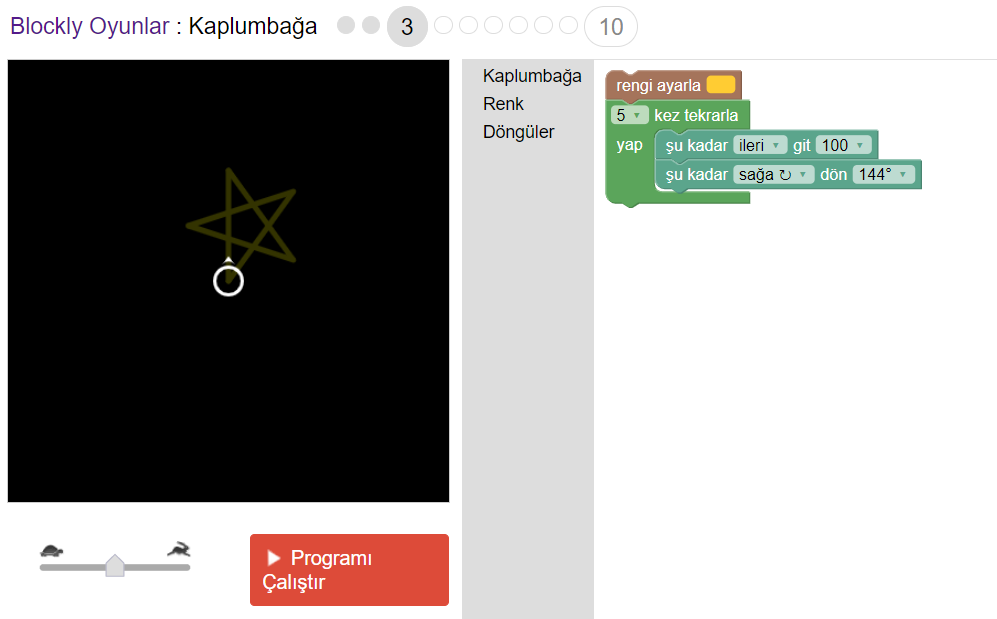 Blockly Oyunlar : Kaplumbağa 3 10
Kaplumbağa
Renk
Döngüler
rengi ayarla
5 kez tekrarla
yap şu kadar ileri git 100
şu kadar sağa ↻ dön 144°
Programı
Çalıştır